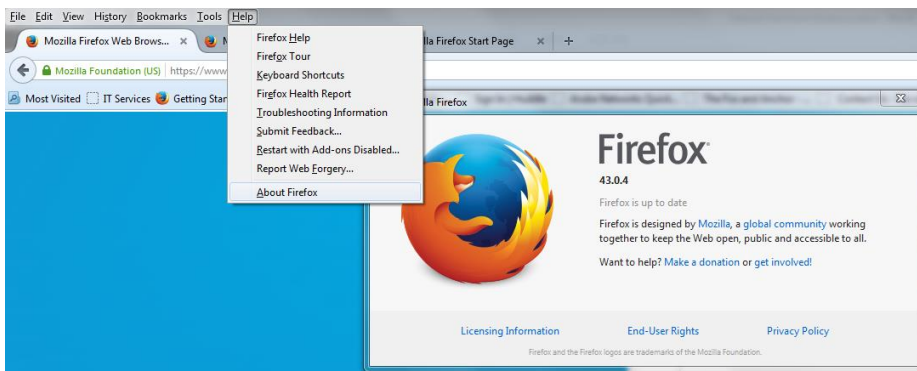 File Edit View History Bookmarks Tools Help
Mozilla Firefox Web Brows... × lla Firefox Start Page × +
Mozilla Foundation (US) https://www
Most Visited IT Services Getting Star
Firefox Help
Firefox Tour
Keyboard Shortcuts
Firefox Health Report
Troubleshooting Information
Submit Feedback...
Restart with Add-ons Disabled...
Report Web Forgery...
About Firefox
lla Firefox
Firefox
43.0.4
Firefox is up to date
Firefox is designed by Mozilla, a global community working
together to keep the Web open, public and accessible to all.
Want to help? Make a donation or get involved!
Licensing Information End-User Rights Privacy Policy
Firefox and the Firefox logos are trademarks of the Mozilla Foundation.